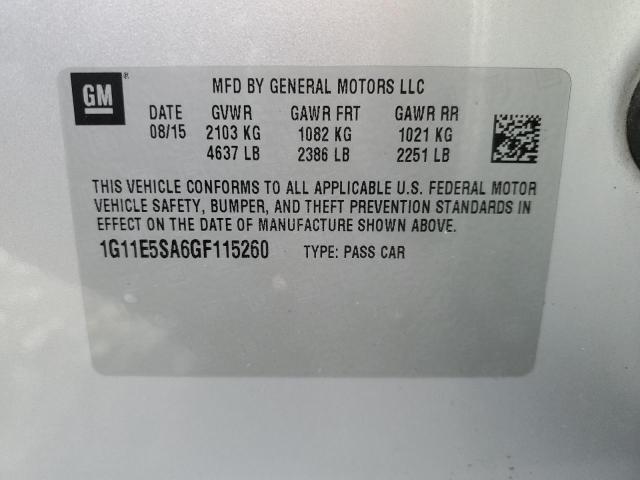 GM ®
MFD BY GENERAL MOTORS LLC
DATE GVWR GAWR FRT GAWR RR
08/15 2103 KG 1082 KG 1021 KG
4637 LB 2386 LB 2251 LB
THIS VEHICLE CONFORMS TO ALL APPLICABLE U.S. FEDERAL MOTOR
VEHICLE SAFETY, BUMPER, AND THEFT PREVENTION STANDARDS IN
EFFECT ON THE DATE OF MANUFACTURE SHOWN ABOVE.
1G11E5SA6GF115260 TYPE: PASS CAR